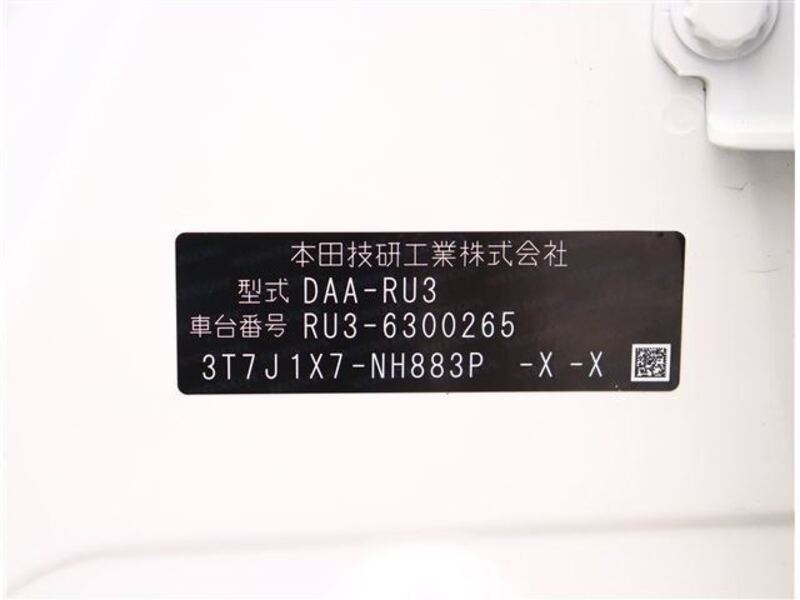 本田技研工業株式会社
型式 DAA-RU3
車台番号 RU3-6300265
3T7J1X7-NH883P -X -X